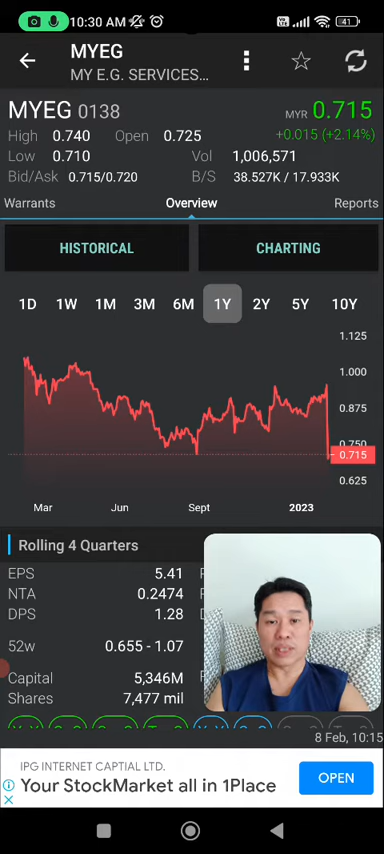 10:30 AM
41
MYEG
MY E.G. SERVICES...
MYEG 0138
MYR 0.715
High 0.740 Open 0.725
+0.015 (+2.14%)
Low 0.710 Vol 1,006,571
Bid/Ask 0.715/0.720 B/S 38.527K / 17.933K
Warrants Overview Reports
HISTORICAL CHARTING
1D 1W 1M 3M 6M 1Y 2Y 5Y 10Y
1.125
1.000
0.875
0.750
0.715
0.625
Mar Jun Sept 2023
Rolling 4 Quarters
EPS 5.41
NTA 0.2474
DPS 1.28
52w 0.655 - 1.07
Capital 5,346M
Shares 7,477 mil
8 Feb, 10:15
IPG INTERNET CAPTIAL LTD.
Your StockMarket all in 1Place
OPEN